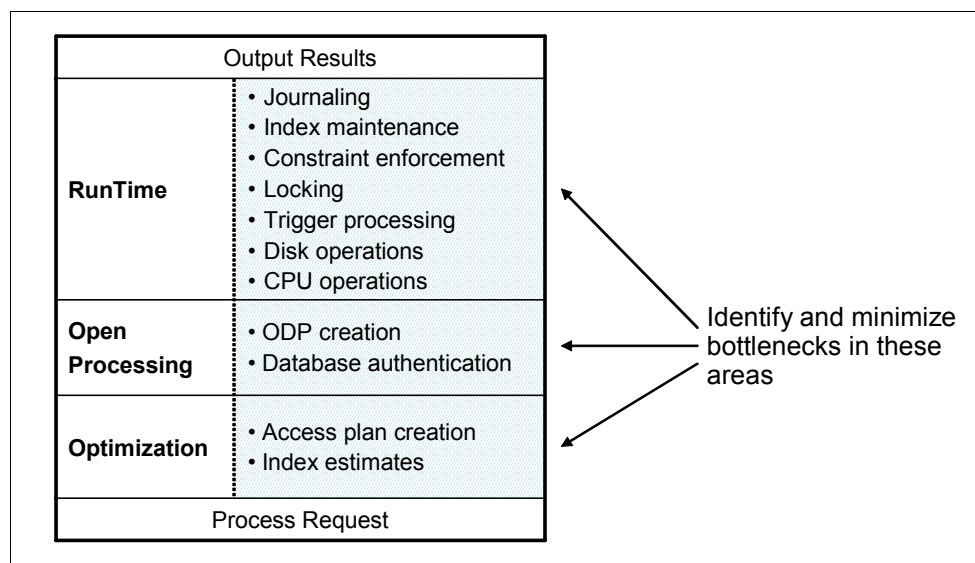 Output Results
RunTime
• Journaling
• Index maintenance
• Constraint enforcement
• Locking
• Trigger processing
• Disk operations
• CPU operations
Open
Processing
• ODP creation
• Database authentication
Optimization
• Access plan creation
• Index estimates
Process Request
Identify and minimize
bottlenecks in these
areas